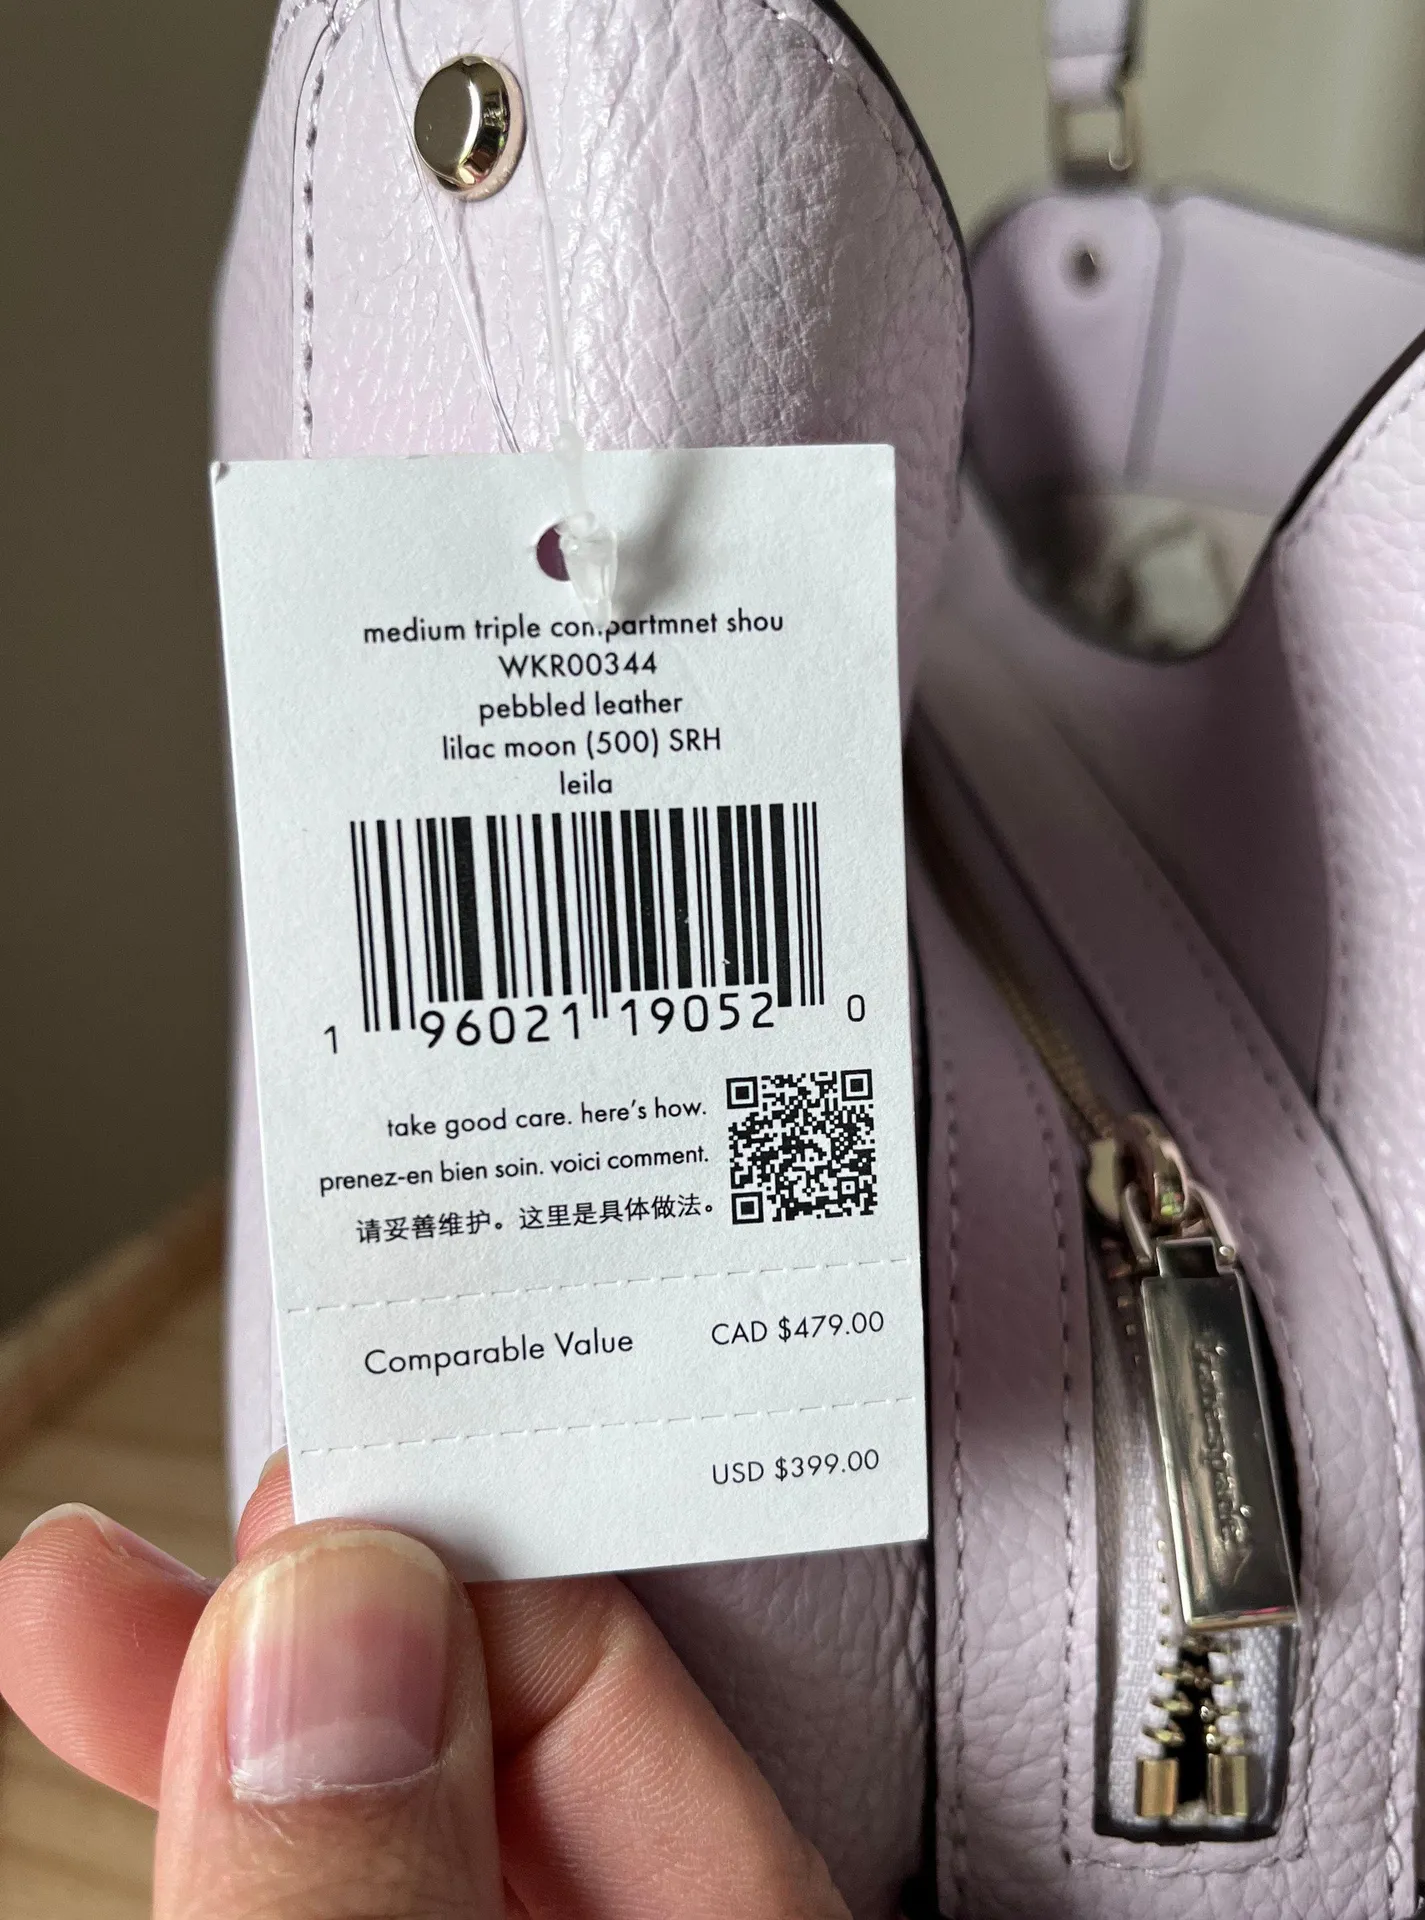 medium triple compartmnet shou
WKR00344
pebbled leather
lilac moon (500) SRH
leila
1 96021 19052 0
take good care. here's how.
prenez-en bien soin. voici comment.
请妥善维护。这里是具体做法。
Comparable Value CAD $479.00
USD $399.00